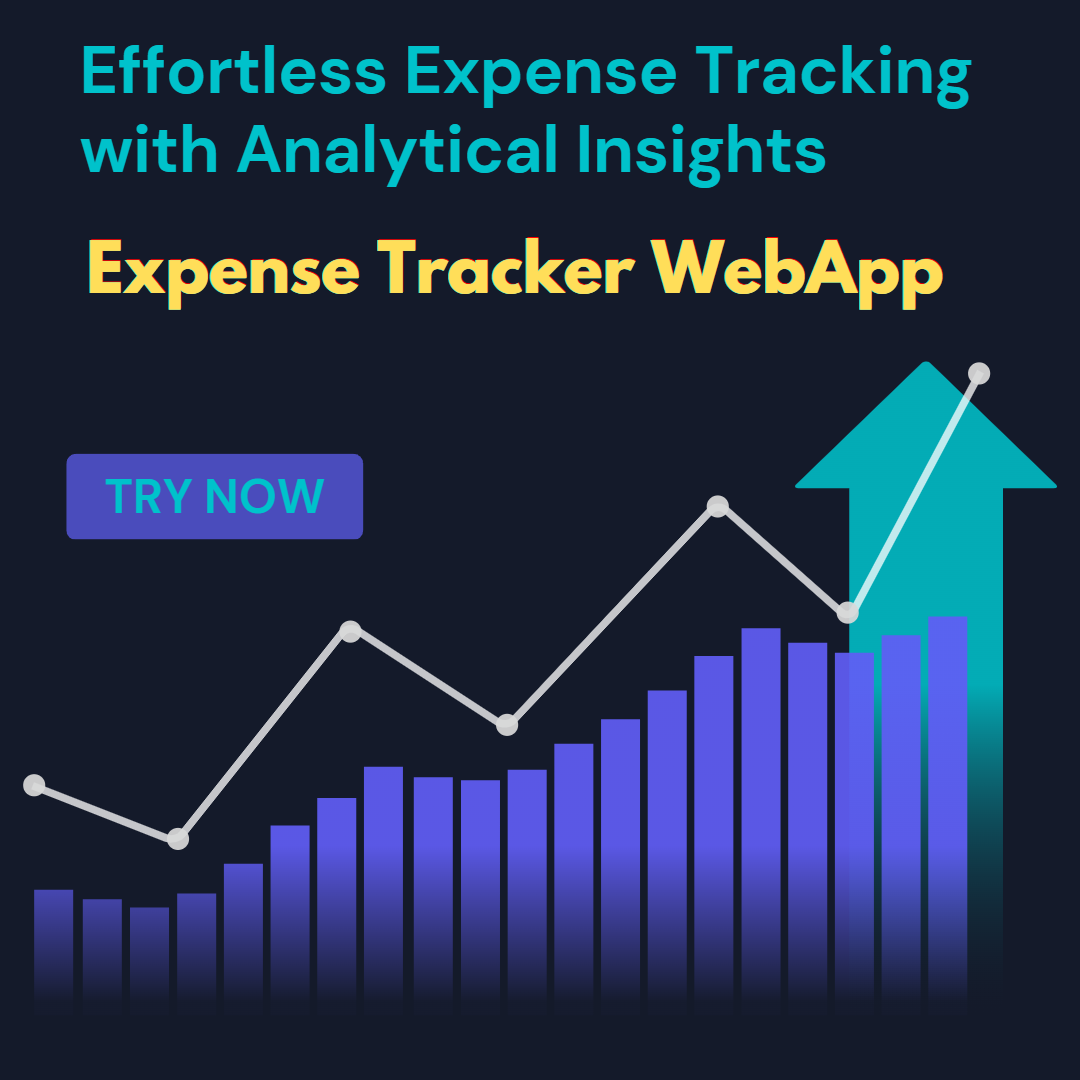 Effortless Expense Tracking
with Analytical Insights
Expense Tracker WebApp
TRY NOW